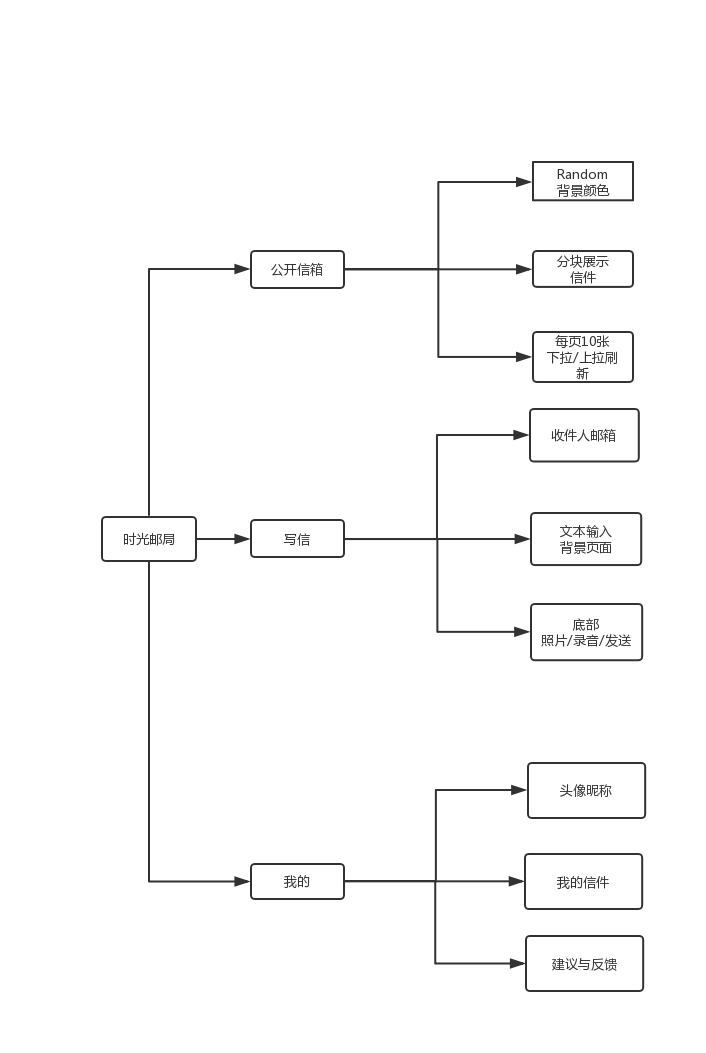 Random
背景颜色
公开信箱
分块展示
信件
每页10张
下拉/上拉刷
新
收件人邮箱
时光邮局
写信
文本输入
背景页面
底部
照片/录音/发送
头像昵称
我的
我的信件
建议与反馈